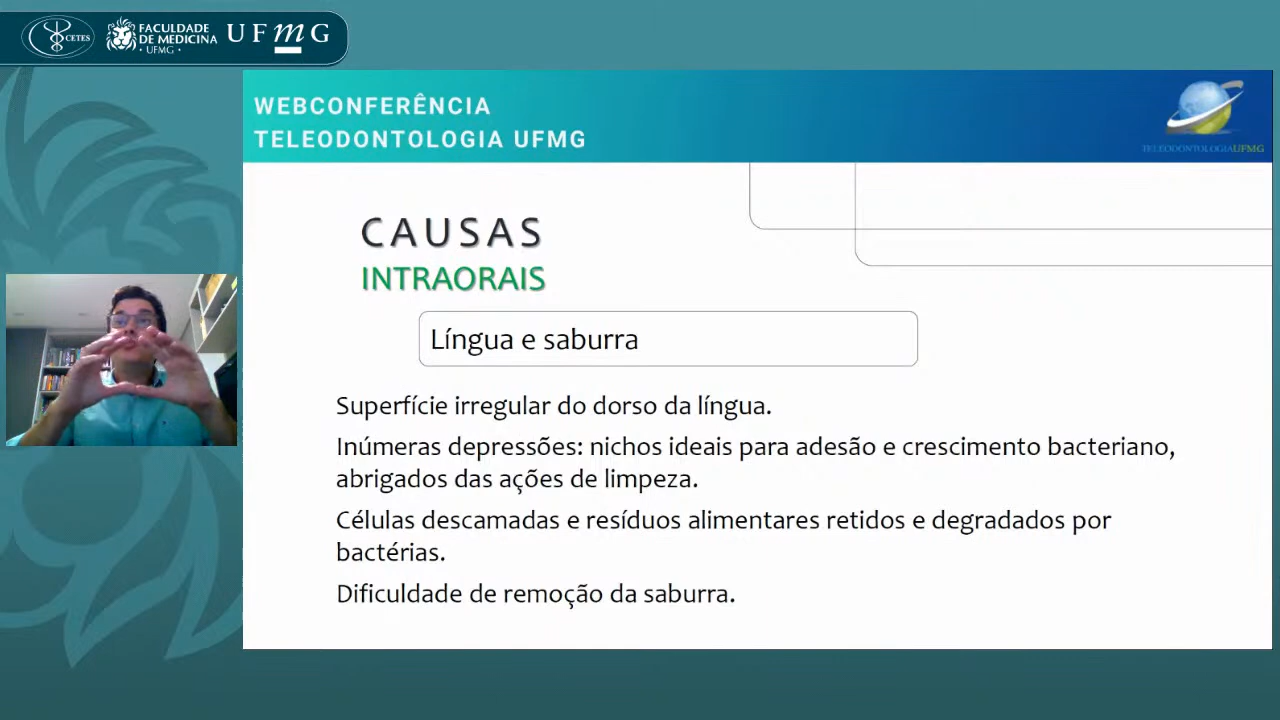 CETES
FACULDADE
DE MEDICINA
• UFMG •
UFmG
WEBCONFERÊNCIA
TELEODONTOLOGIA UFMG
TELEODONTOLOGIAUFMG
CAUSAS
INTRAORAIS
Língua e saburra
Superfície irregular do dorso da língua.
Inúmeras depressões: nichos ideais para adesão e crescimento bacteriano,
abrigados das ações de limpeza.
Células descamadas e resíduos alimentares retidos e degradados por
bactérias.
Dificuldade de remoção da saburra.